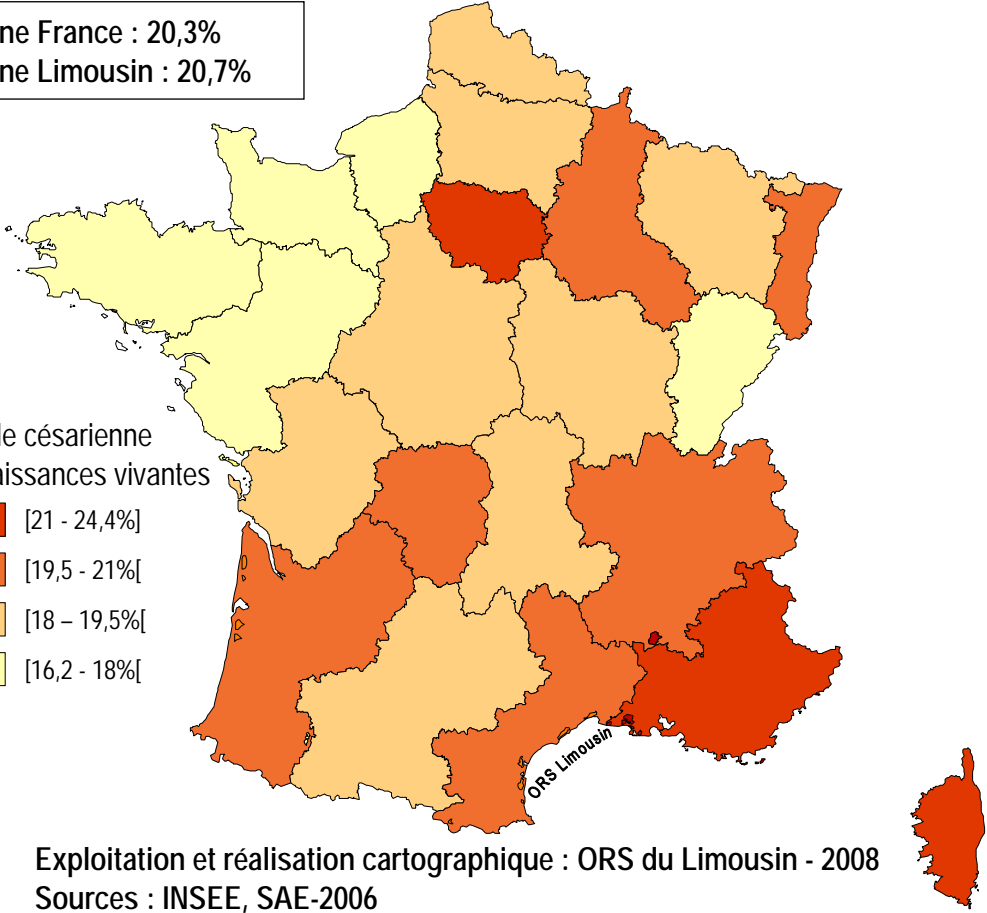 ne France : 20,3%
ne Limousin : 20,7%
le césarienne
aissances vivantes
[21 - 24,4%]
[19,5 - 21%[
[18 – 19,5%[
[16,2 - 18%[
ORS Limousin
Exploitation et réalisation cartographique : ORS du Limousin - 2008
Sources : INSEE, SAE-2006